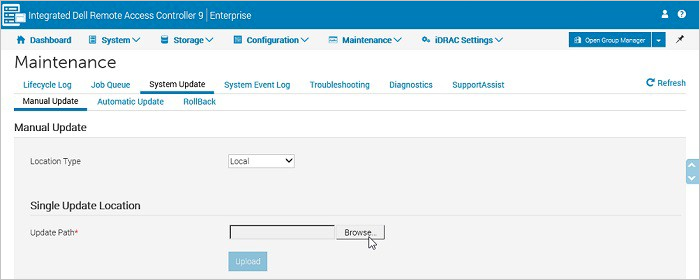 Integrated Dell Remote Access Controller 9 | Enterprise
Dashboard System Storage Configuration Maintenance iDRAC Settings Open Group Manager
Maintenance
Lifecycle Log Job Queue System Update System Event Log Troubleshooting Diagnostics SupportAssist Refresh
Manual Update Automatic Update RollBack
Manual Update
Location Type Local
Single Update Location
Update Path* Browse...
Upload